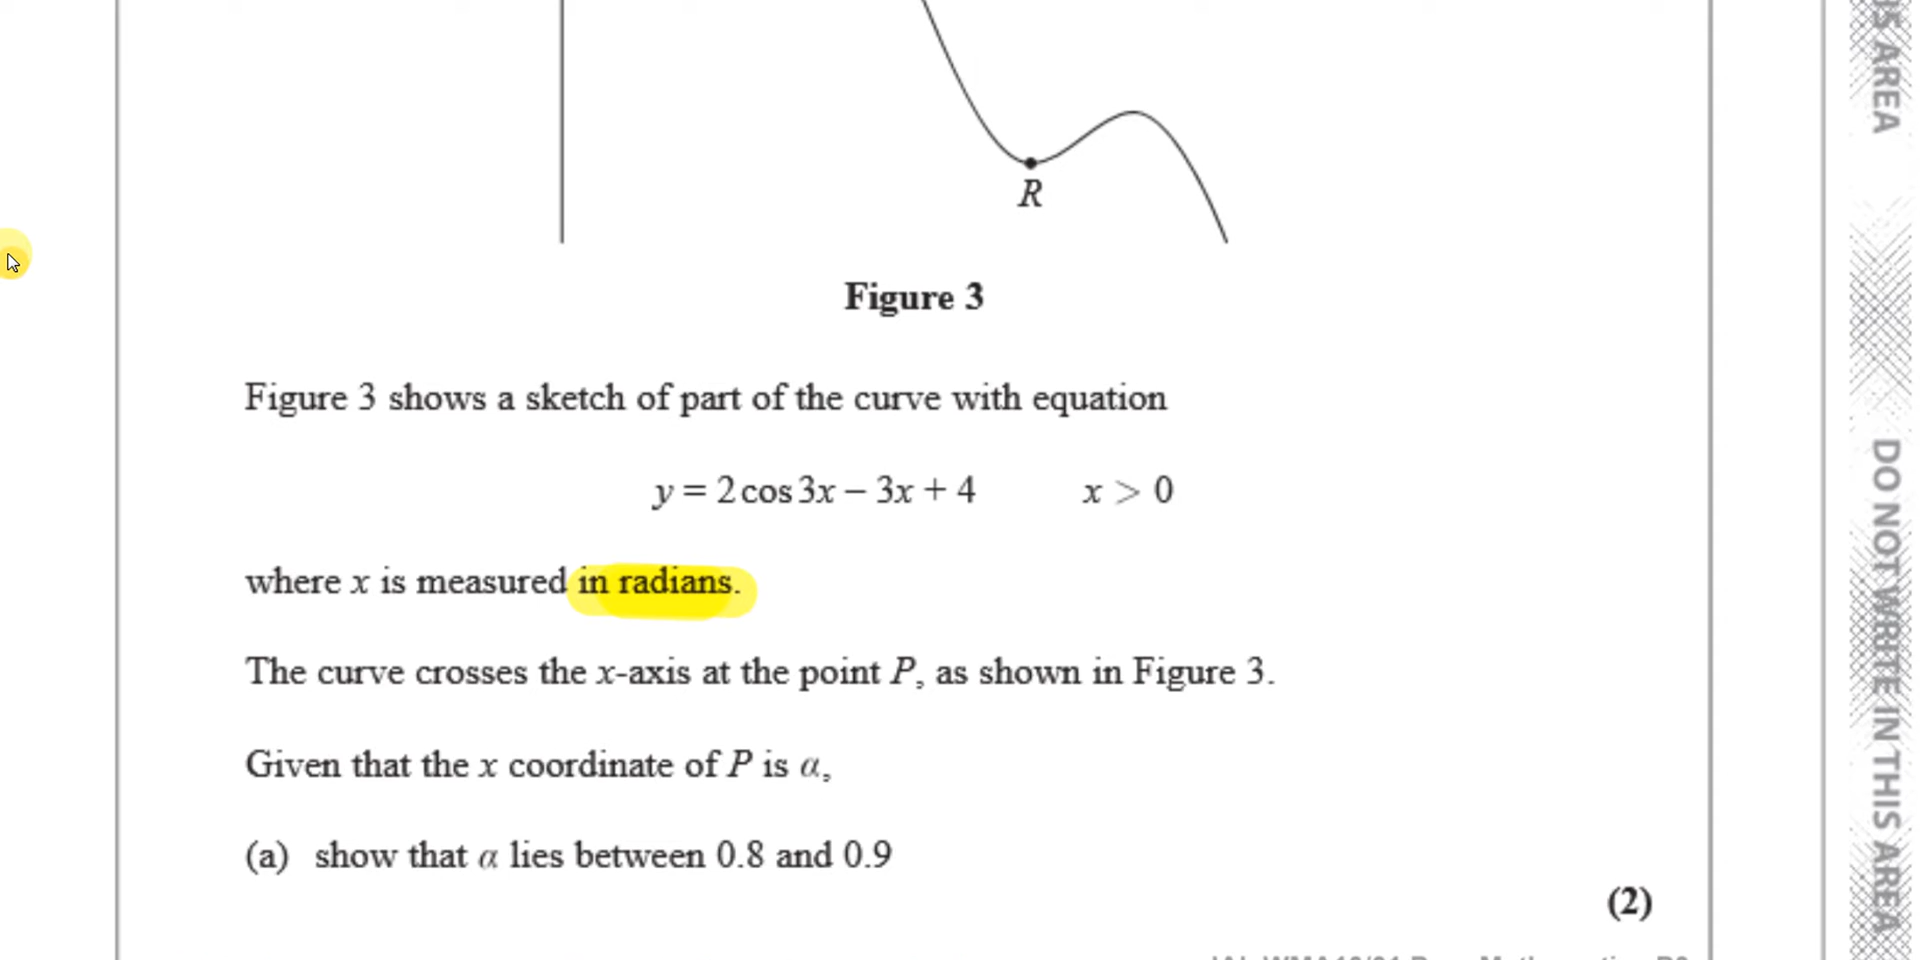 R
Figure 3
Figure 3 shows a sketch of part of the curve with equation
y = 2 cos 3x – 3x + 4 x > 0
where x is measured in radians.
The curve crosses the x-axis at the point P, as shown in Figure 3.
Given that the x coordinate of P is α,
(a) show that α lies between 0.8 and 0.9
(2)
AREA
DO NOT WRITE IN THIS AREA